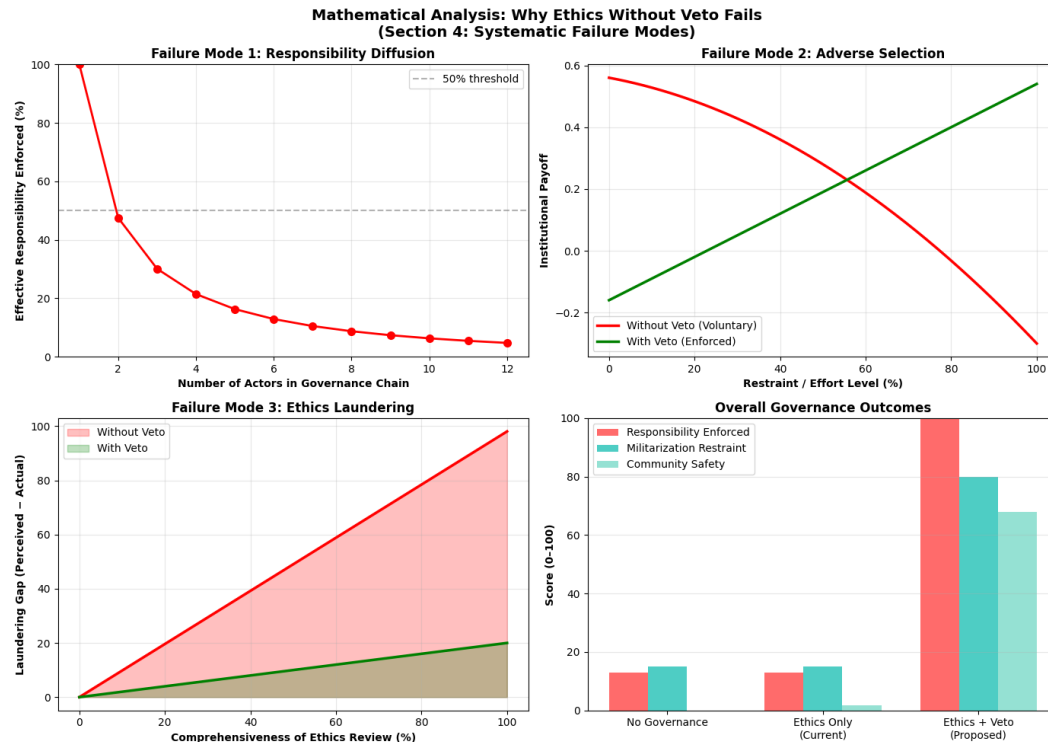 Mathematical Analysis: Why Ethics Without Veto Fails
(Section 4: Systematic Failure Modes)
Failure Mode 1: Responsibility Diffusion
100
80
60
40
20
0
2
4
6
8
10
12
Effective Responsibility Enforced (%)
Number of Actors in Governance Chain
50% threshold
Failure Mode 2: Adverse Selection
0.6
0.4
0.2
0.0
−0.2
0
20
40
60
80
100
Institutional Payoff
Restraint / Effort Level (%)
Without Veto (Voluntary)
With Veto (Enforced)
Failure Mode 3: Ethics Laundering
100
80
60
40
20
0
0
20
40
60
80
100
Laundering Gap (Perceived − Actual)
Comprehensiveness of Ethics Review (%)
Without Veto
With Veto
Overall Governance Outcomes
100
80
60
40
20
0
Score (0–100)
Responsibility Enforced
Militarization Restraint
Community Safety
No Governance
Ethics Only
(Current)
Ethics + Veto
(Proposed)